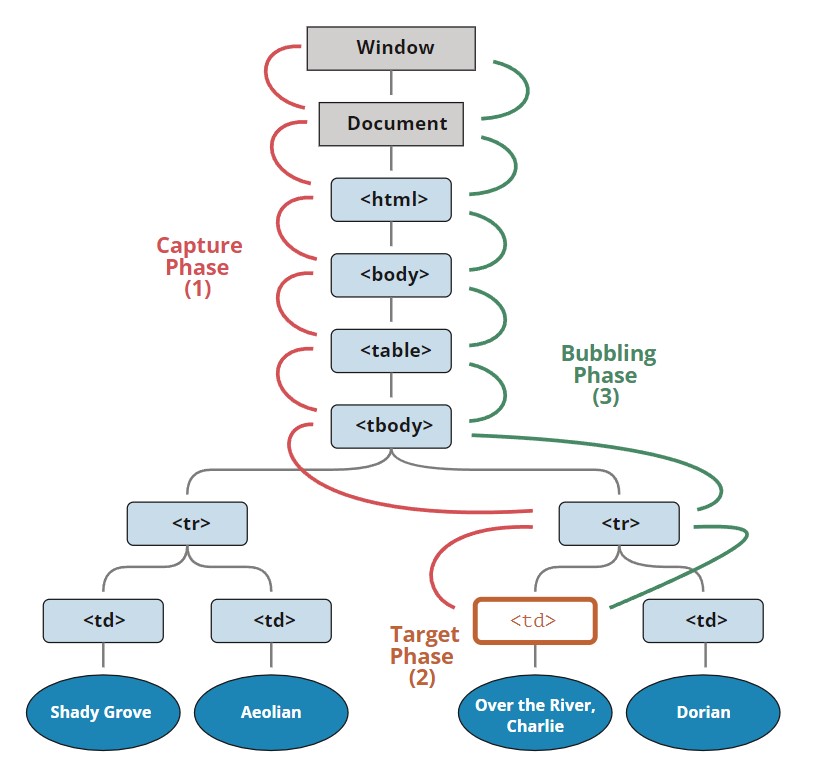 Window
Document
<html>
Capture
Phase
(1)
<body>
<table>
Bubbling
Phase
(3)
<tbody>
<tr>
<tr>
<td>
<td>
<td>
<td>
Target
Phase
(2)
Shady Grove
Aeolian
Over the River,
Charlie
Dorian